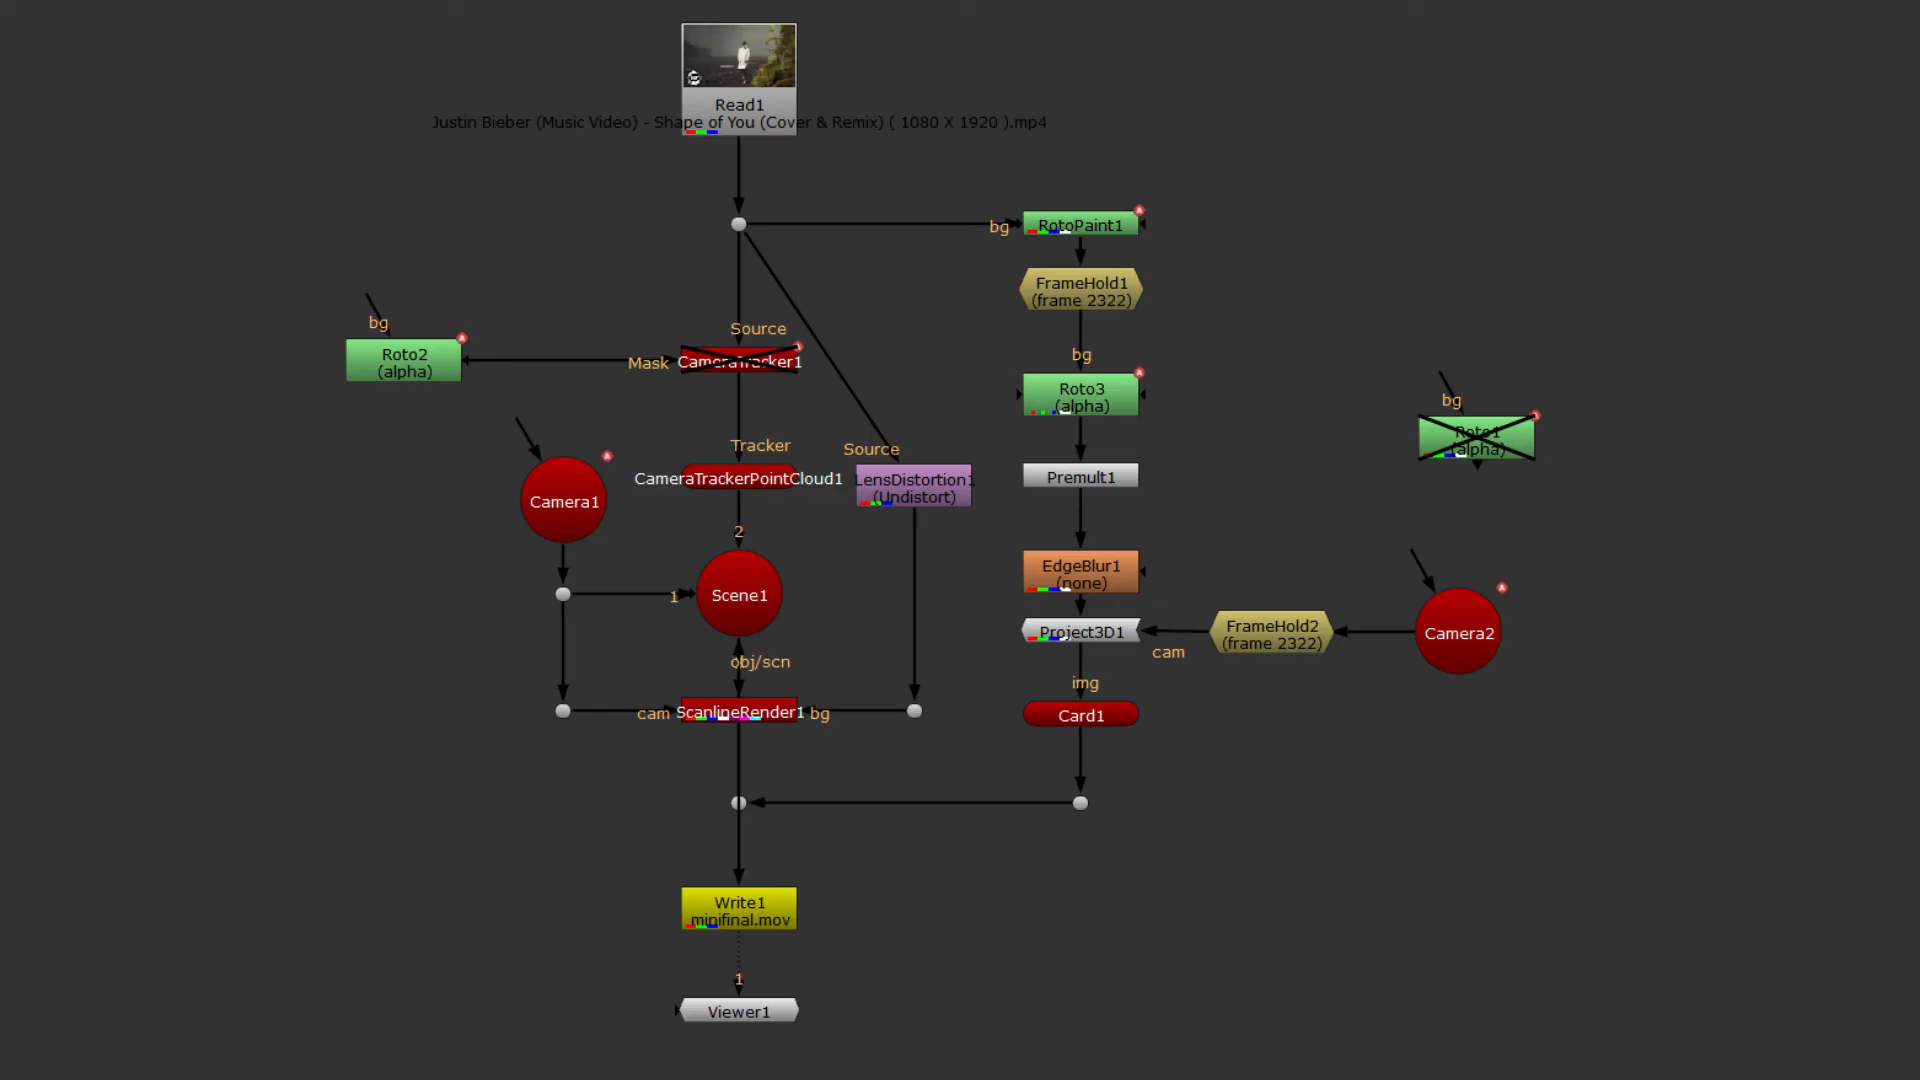 Read1
Justin Bieber (Music Video) - Shape of You (Cover & Remix) ( 1080 X 1920 ).mp4
bg
RotoPaint1
FrameHold1
(frame 2322)
bg
Roto2
(alpha)
Source
Mask
CameraTracker1
bg
Roto3
(alpha)
bg
Roto1
(alpha)
Tracker
Source
CameraTrackerPointCloud1
LensDistortion1
(Undistort)
Premult1
Camera1
2
EdgeBlur1
(none)
1
Scene1
Project3D1
cam
FrameHold2
(frame 2322)
Camera2
obj/scn
img
cam
ScanlineRender1
bg
Card1
Write1
minifinal.mov
1
Viewer1